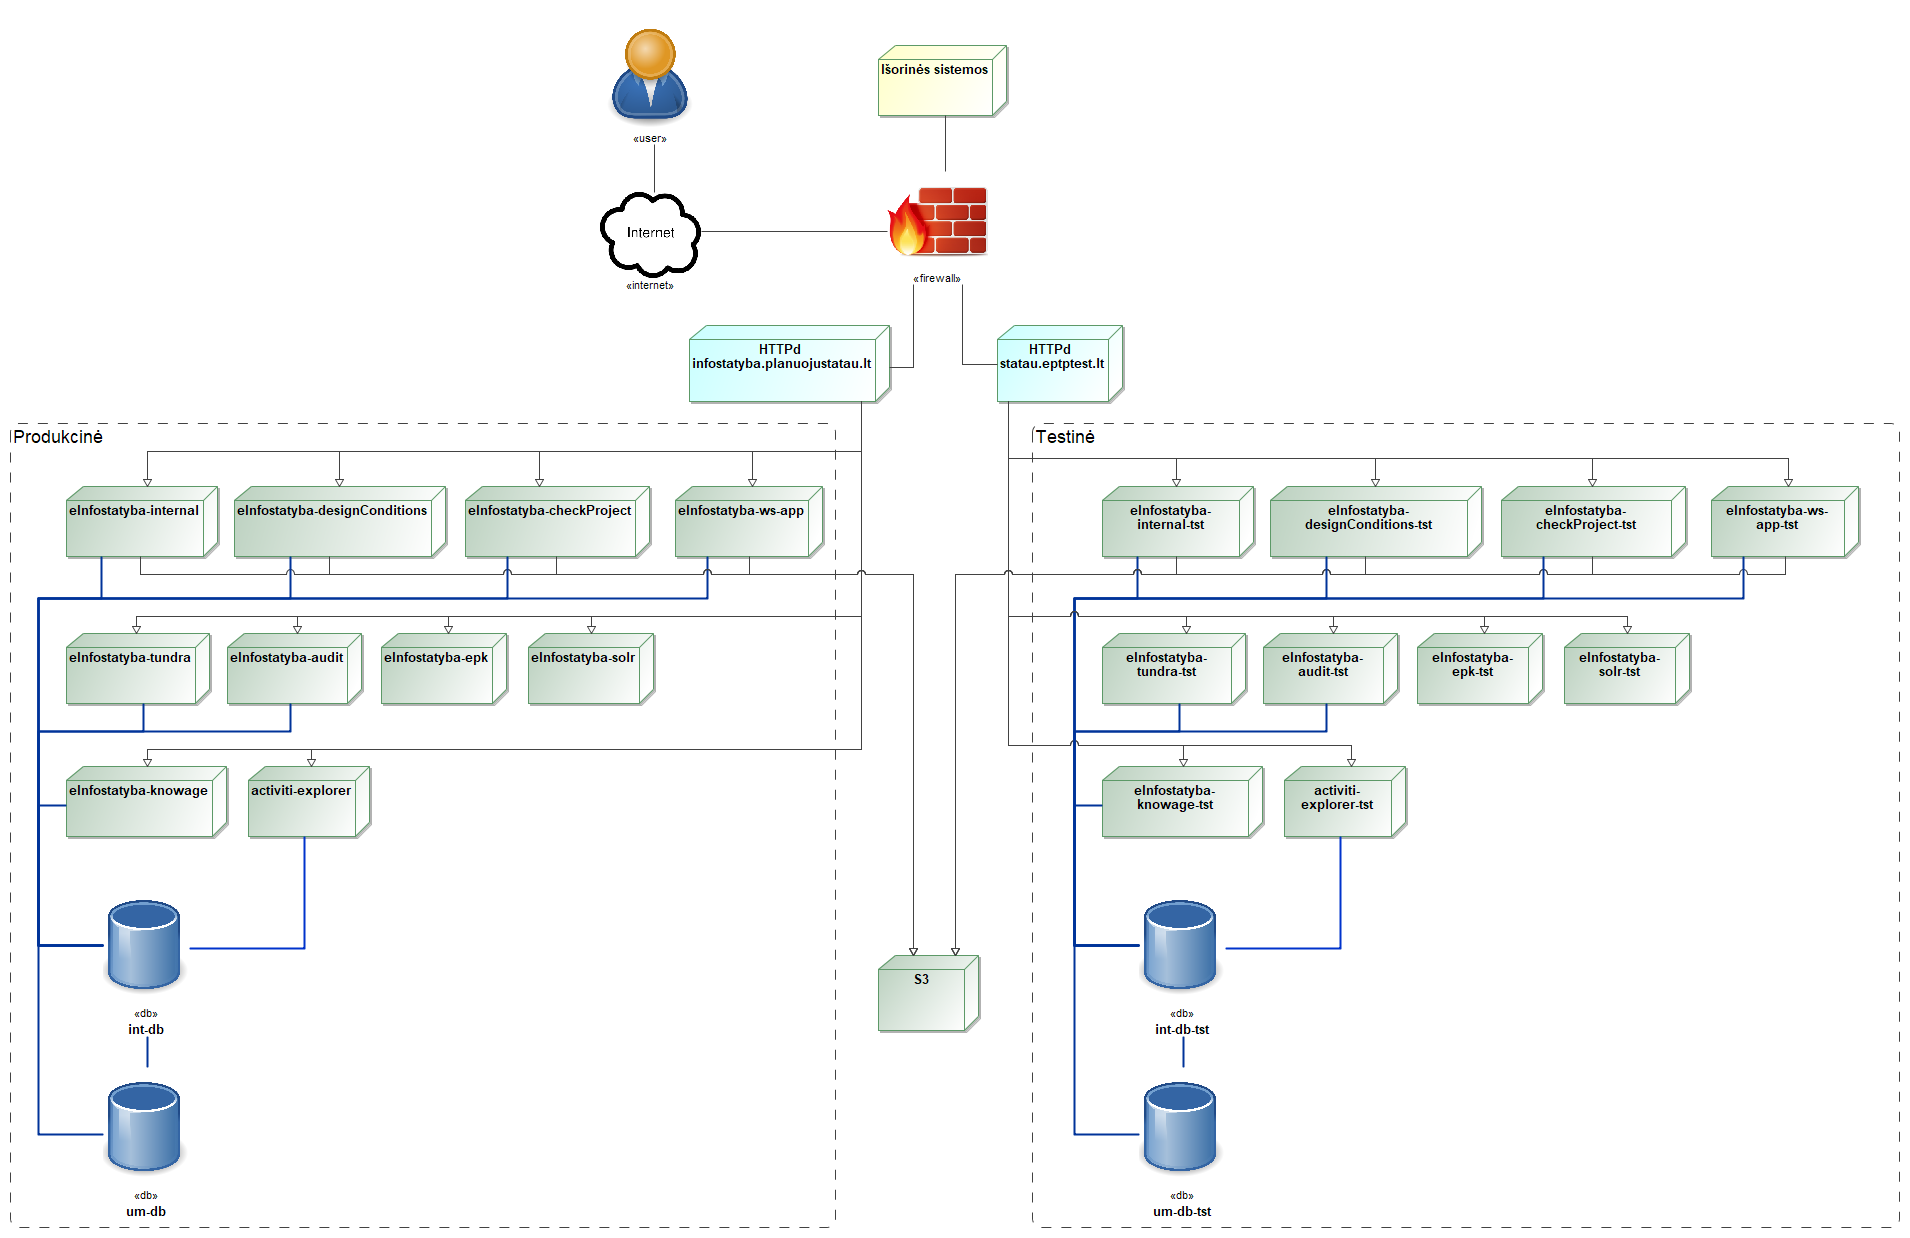 «user»
Išorinės sistemos
Internet
«internet»
«firewall»
HTTPd
infostatyba.planuojustatau.lt
HTTPd
statau.eptptest.lt
Produkcinė
eInfostatyba-internal
eInfostatyba-designConditions
eInfostatyba-checkProject
eInfostatyba-ws-app
eInfostatyba-tundra
eInfostatyba-audit
eInfostatyba-epk
eInfostatyba-solr
eInfostatyba-knowage
activiti-explorer
«db»
int-db
«db»
um-db
S3
Testinė
eInfostatyba-
internal-tst
eInfostatyba-
designConditions-tst
eInfostatyba-
checkProject-tst
eInfostatyba-ws-
app-tst
eInfostatyba-
tundra-tst
eInfostatyba-
audit-tst
eInfostatyba-
epk-tst
eInfostatyba-
solr-tst
eInfostatyba-
knowage-tst
activiti-
explorer-tst
«db»
int-db-tst
«db»
um-db-tst